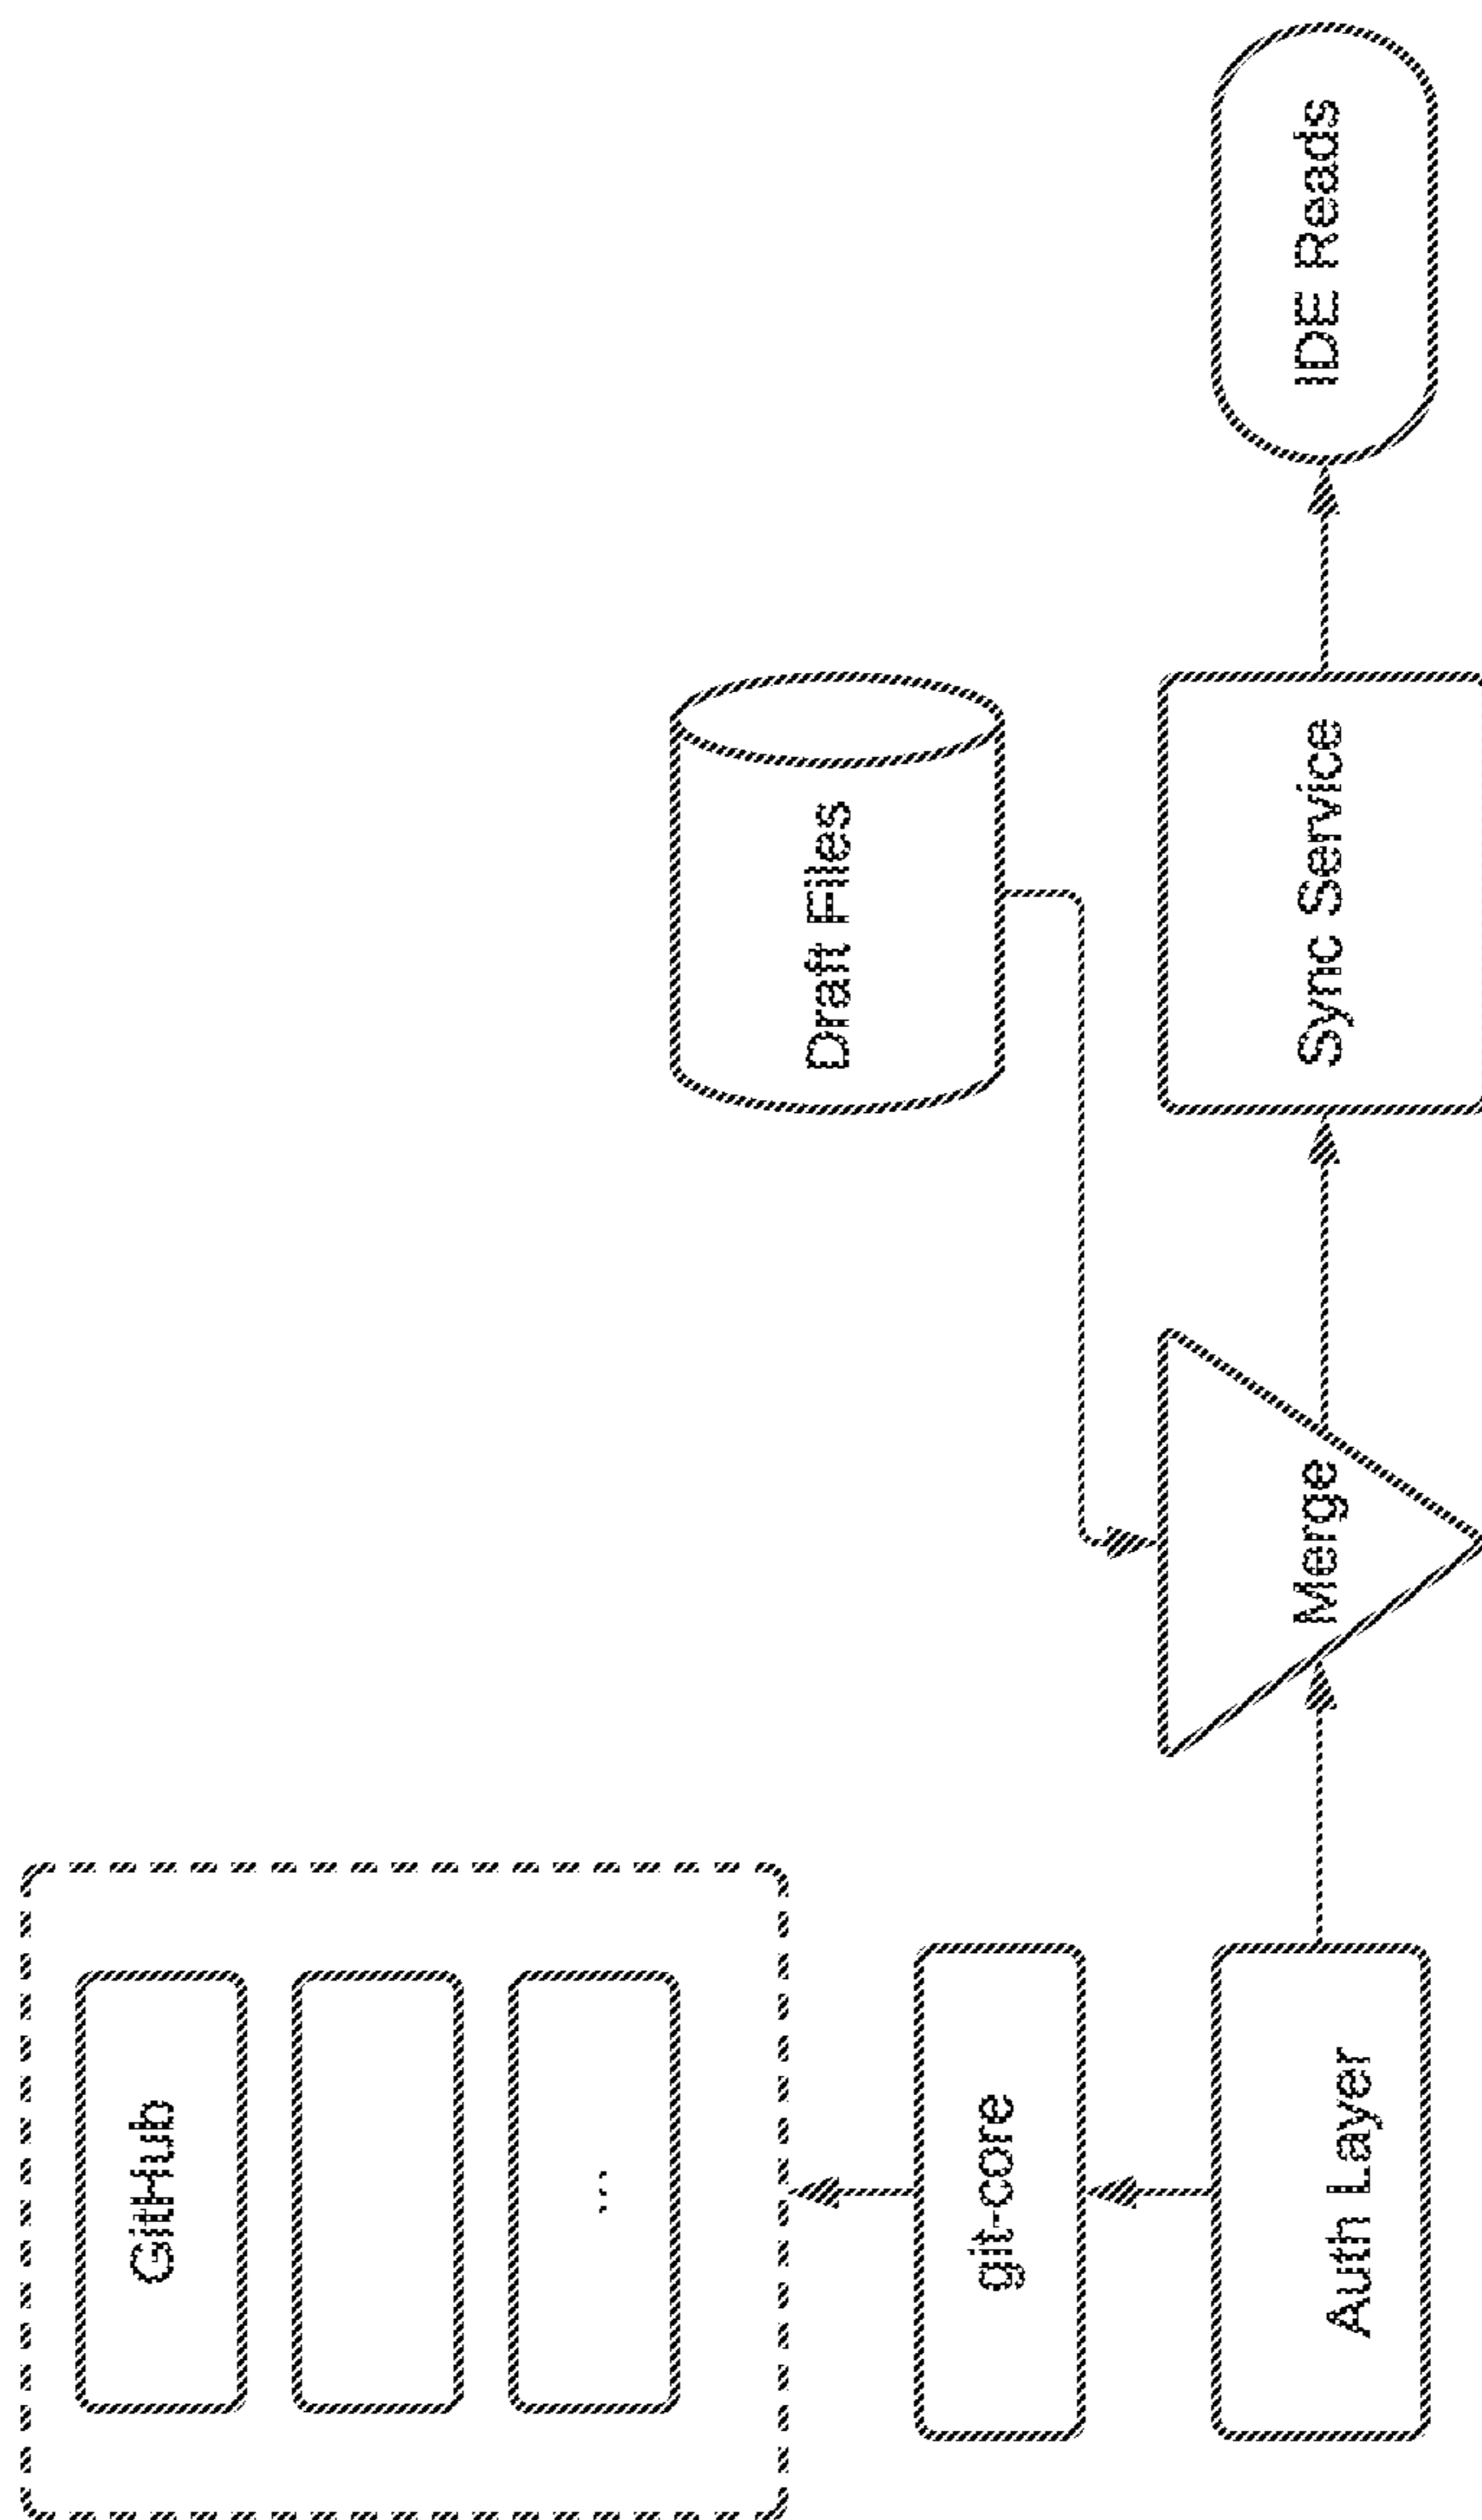 GitHub
...
git-core
Auth Layer
Merge
Draft Files
Sync Service
IDE Reads